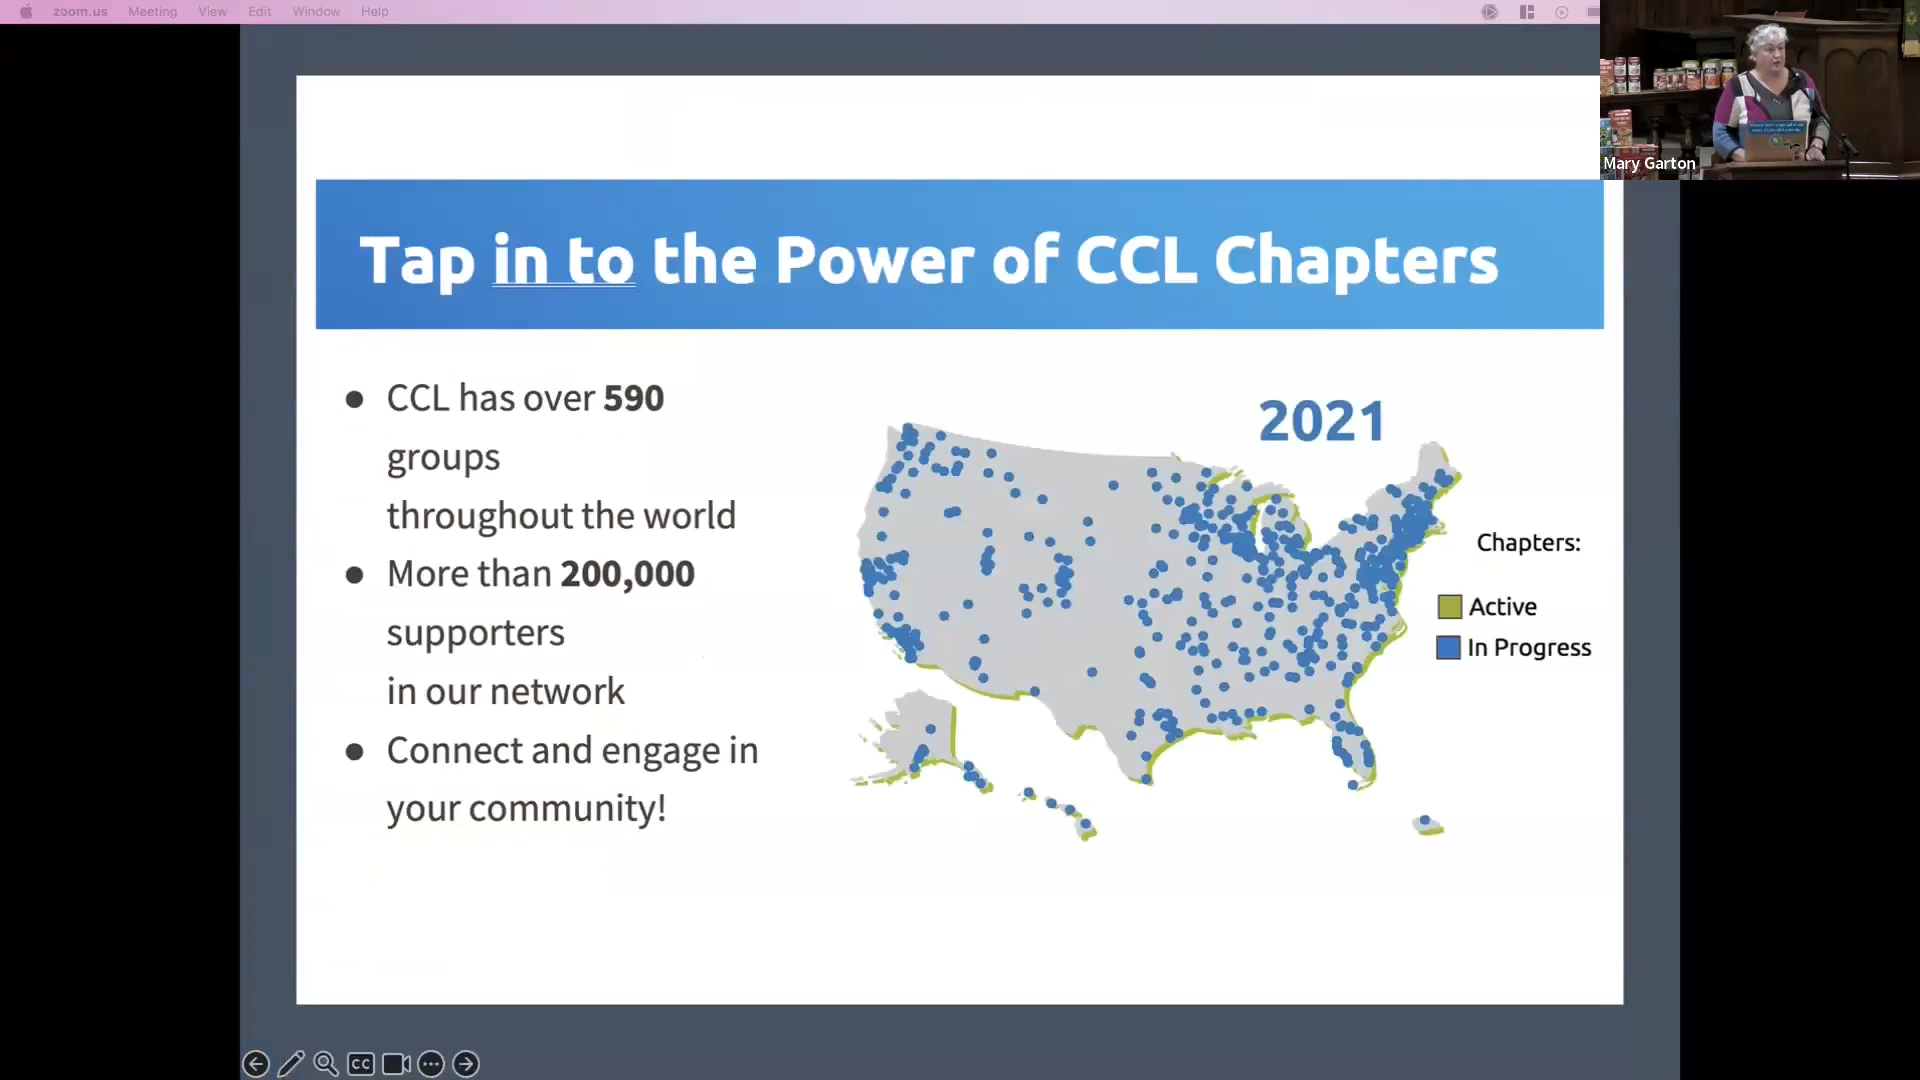 zoom.us Meeting View Edit Window Help
Mary Garton
Tap in to the Power of CCL Chapters
● CCL has over 590
groups
throughout the world
● More than 200,000
supporters
in our network
● Connect and engage in
your community!
2021
Chapters:
Active
In Progress
CC